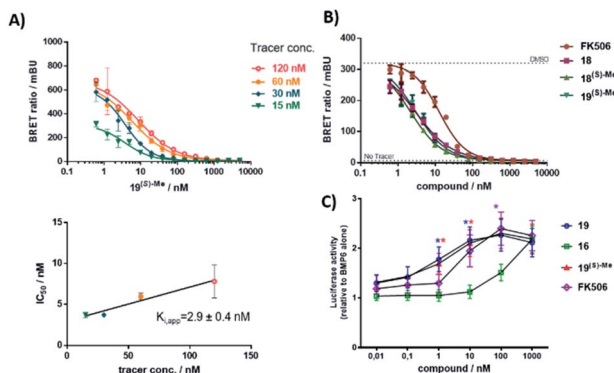 A)
Tracer conc.
120 nM
60 nM
30 nM
15 nM
BRET ratio / mBU
1000
800
600
400
200
0
0.1 1 10 100 1000 10000
19(S)-Me / nM
IC50 / nM
15
10
5
0
0 50 100 150
Ki,app=2.9 ± 0.4 nM
tracer conc. / nM
B)
FK506
18
18(S)-Me
19(S)-Me
DMSO
No Tracer
BRET ratio / mBU
400
300
200
100
0
0.1 1 10 100 1000 10000
compound / nM
C)
19
16
19(S)-Me
FK506
Luciferase activity
(relative to BMP6 alone)
3
2
1
0
0,01 0,1 1 10 100 1000
compound / nM
** ** * *